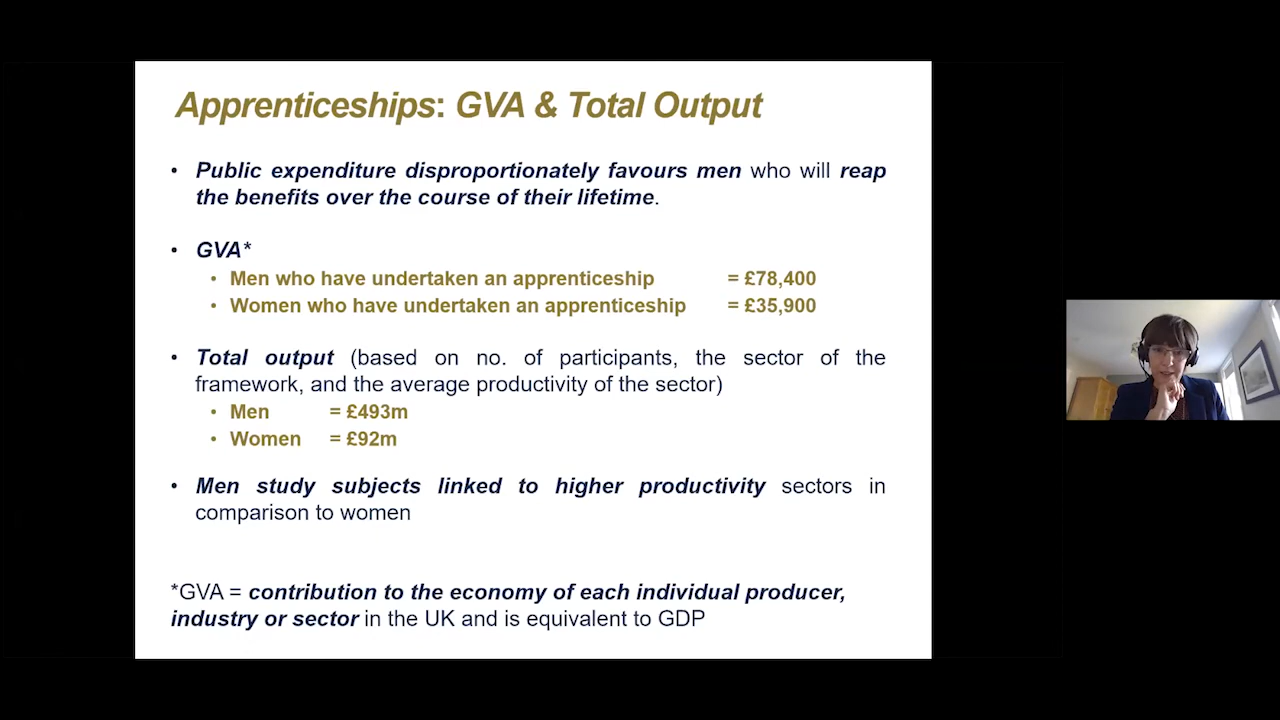 Apprenticeships: GVA & Total Output
• Public expenditure disproportionately favours men who will reap
the benefits over the course of their lifetime.
• GVA*
• Men who have undertaken an apprenticeship = £78,400
• Women who have undertaken an apprenticeship = £35,900
• Total output (based on no. of participants, the sector of the
framework, and the average productivity of the sector)
• Men = £493m
• Women = £92m
• Men study subjects linked to higher productivity sectors in
comparison to women
*GVA = contribution to the economy of each individual producer,
industry or sector in the UK and is equivalent to GDP